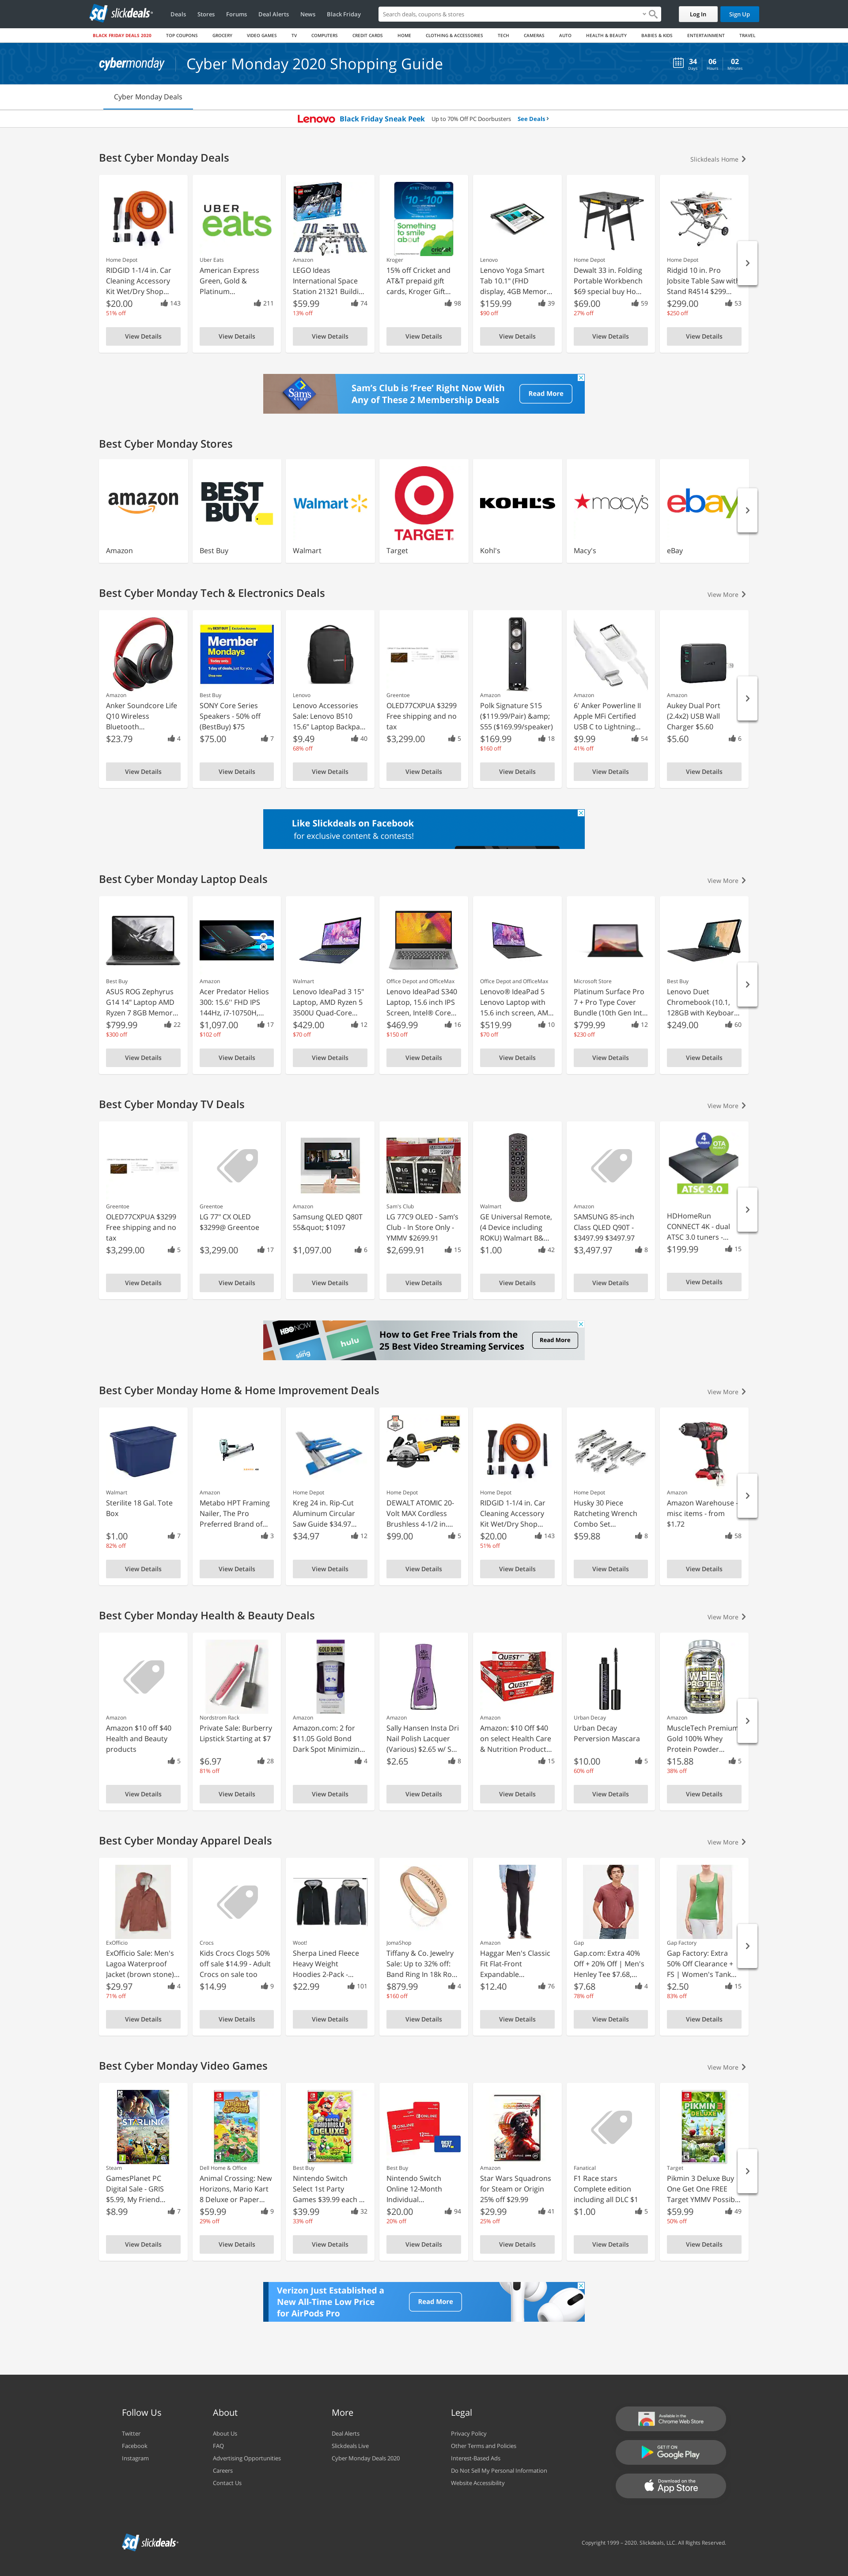 sd slickdeals
Deals Stores Forums Deal Alerts News Black Friday
Search deals, coupons & stores
Log In Sign Up
BLACK FRIDAY DEALS 2020 TOP COUPONS GROCERY VIDEO GAMES TV COMPUTERS CREDIT CARDS HOME CLOTHING & ACCESSORIES TECH CAMERAS AUTO HEALTH & BEAUTY BABIES & KIDS ENTERTAINMENT TRAVEL
cybermonday Cyber Monday 2020 Shopping Guide
34 Days 06 Hours 02 Minutes
Cyber Monday Deals
Lenovo Black Friday Sneak Peek Up to 70% Off PC Doorbusters See Deals
Best Cyber Monday Deals
Slickdeals Home
Home Depot
RIDGID 1-1/4 in. Car
Cleaning Accessory
Kit Wet/Dry Shop...
$20.00 143
51% off
View Details
UBER eats
Uber Eats
American Express
Green, Gold &
Platinum...
211
View Details
Amazon
LEGO Ideas
International Space
Station 21321 Buildi...
$59.99 74
13% off
View Details
$10-$100
Something to
smile about
cricket
Kroger
15% off Cricket and
AT&T prepaid gift
cards, Kroger Gift...
98
View Details
Lenovo
Lenovo Yoga Smart
Tab 10.1" (FHD
display, 4GB Memor...
$159.99 39
$90 off
View Details
Home Depot
Dewalt 33 in. Folding
Portable Workbench
$69 special buy Ho...
$69.00 59
27% off
View Details
Home Depot
Ridgid 10 in. Pro
Jobsite Table Saw with
Stand R4514 $299...
$299.00 53
$250 off
View Details
Sam's Club is 'Free' Right Now With
Any of These 2 Membership Deals
Read More
Best Cyber Monday Stores
amazon
Amazon
BEST BUY
Best Buy
Walmart
Walmart
TARGET
Target
KOHL'S
Kohl's
macy's
Macy's
ebay
eBay
Best Cyber Monday Tech & Electronics Deals
View More
Amazon
Anker Soundcore Life
Q10 Wireless
Bluetooth...
$23.79 4
View Details
Member
Mondays
Best Buy
SONY Core Series
Speakers - 50% off
(BestBuy) $75
$75.00 7
View Details
Lenovo
Lenovo Accessories
Sale: Lenovo B510
15.6" Laptop Backpa...
$9.49 40
68% off
View Details
Greentoe
OLED77CXPUA $3299
Free shipping and no
tax
$3,299.00 5
View Details
Amazon
Polk Signature S15
($119.99/Pair) &amp;
S55 ($169.99/speaker)
$169.99 18
$160 off
View Details
Amazon
6' Anker Powerline II
Apple MFi Certified
USB C to Lightning...
$9.99 54
41% off
View Details
Amazon
Aukey Dual Port
(2.4x2) USB Wall
Charger $5.60
$5.60 6
View Details
Like Slickdeals on Facebook
for exclusive content & contests!
Best Cyber Monday Laptop Deals
View More
Best Buy
ASUS ROG Zephyrus
G14 14" Laptop AMD
Ryzen 7 8GB Memor...
$799.99 22
$300 off
View Details
Amazon
Acer Predator Helios
300: 15.6'' FHD IPS
144Hz, i7-10750H,...
$1,097.00 17
$102 off
View Details
Walmart
Lenovo IdeaPad 3 15"
Laptop, AMD Ryzen 5
3500U Quad-Core...
$429.00 12
$70 off
View Details
Office Depot and OfficeMax
Lenovo IdeaPad S340
Laptop, 15.6 inch IPS
Screen, Intel® Core...
$469.99 16
$150 off
View Details
Office Depot and OfficeMax
Lenovo® IdeaPad 5
Lenovo Laptop with
15.6 inch screen, AM...
$519.99 10
$70 off
View Details
Microsoft Store
Platinum Surface Pro
7 + Pro Type Cover
Bundle (10th Gen Int...
$799.99 12
$230 off
View Details
Best Buy
Lenovo Duet
Chromebook (10.1,
128GB with Keyboar...
$249.00 60
View Details
Best Cyber Monday TV Deals
View More
Greentoe
OLED77CXPUA $3299
Free shipping and no
tax
$3,299.00 5
View Details
Greentoe
LG 77" CX OLED
$3299@ Greentoe
$3,299.00 17
View Details
Amazon
Samsung QLED Q80T
55&quot; $1097
$1,097.00 6
View Details
LG LG
Sam's Club
LG 77C9 OLED - Sam's
Club - In Store Only -
YMMV $2699.91
$2,699.91 15
View Details
Walmart
GE Universal Remote,
(4 Device including
ROKU) Walmart B&...
$1.00 42
View Details
Amazon
SAMSUNG 85-inch
Class QLED Q90T -
$3497.99 $3497.97
$3,497.97 8
View Details
4 TUNERS OTA
ATSC 3.0
HDHomeRun
CONNECT 4K - dual
ATSC 3.0 tuners -...
$199.99 15
View Details
HBO NOW sling hulu
How to Get Free Trials from the
25 Best Video Streaming Services
Read More
Best Cyber Monday Home & Home Improvement Deals
View More
Walmart
Sterilite 18 Gal. Tote
Box
$1.00 7
82% off
View Details
Amazon
Metabo HPT Framing
Nailer, The Pro
Preferred Brand of...
3
View Details
Home Depot
Kreg 24 in. Rip-Cut
Aluminum Circular
Saw Guide $34.97...
$34.97 12
View Details
Home Depot
DEWALT ATOMIC 20-
Volt MAX Cordless
Brushless 4-1/2 in....
$99.00 5
View Details
Home Depot
RIDGID 1-1/4 in. Car
Cleaning Accessory
Kit Wet/Dry Shop...
$20.00 143
51% off
View Details
Home Depot
Husky 30 Piece
Ratcheting Wrench
Combo Set...
$59.88 8
View Details
Amazon
Amazon Warehouse -
misc items - from
$1.72
58
View Details
Best Cyber Monday Health & Beauty Deals
View More
Amazon
Amazon $10 off $40
Health and Beauty
products
5
View Details
Nordstrom Rack
Private Sale: Burberry
Lipstick Starting at $7
$6.97 28
81% off
View Details
GOLD BOND
Amazon
Amazon.com: 2 for
$11.05 Gold Bond
Dark Spot Minimizin...
4
View Details
Amazon
Sally Hansen Insta Dri
Nail Polish Lacquer
(Various) $2.65 w/ S...
$2.65 8
View Details
QUEST QUEST
Amazon
Amazon: $10 Off $40
on select Health Care
& Nutrition Product...
15
View Details
Urban Decay
Urban Decay
Perversion Mascara
$10.00 5
60% off
View Details
WHEY
PROTEIN
Amazon
MuscleTech Premium
Gold 100% Whey
Protein Powder...
$15.88 5
38% off
View Details
Best Cyber Monday Apparel Deals
View More
ExOfficio
ExOfficio Sale: Men's
Lagoa Waterproof
Jacket (brown stone)...
$29.97 4
71% off
View Details
Crocs
Kids Crocs Clogs 50%
off sale $14.99 - Adult
Crocs on sale too
$14.99 9
View Details
Woot!
Sherpa Lined Fleece
Heavy Weight
Hoodies 2-Pack -...
$22.99 101
View Details
JomaShop
Tiffany & Co. Jewelry
Sale: Up to 32% off:
Band Ring In 18k Ro...
$879.99 4
$160 off
View Details
Amazon
Haggar Men's Classic
Fit Flat-Front
Expandable...
$12.40 76
View Details
Gap
Gap.com: Extra 40%
Off + 20% Off | Men's
Henley Tee $7.68,...
$7.68 4
78% off
View Details
Gap Factory
Gap Factory: Extra
50% Off Clearance +
FS | Women's Tank...
$2.50 15
83% off
View Details
Best Cyber Monday Video Games
View More
STARLINK
Steam
GamesPlanet PC
Digital Sale - GRIS
$5.99, My Friend...
$8.99 7
View Details
Dell Home & Office
Animal Crossing: New
Horizons, Mario Kart
8 Deluxe or Paper...
$59.99 9
29% off
View Details
DELUXE
Best Buy
Nintendo Switch
Select 1st Party
Games $39.99 each ...
$39.99 32
33% off
View Details
ONLINE ONLINE
Best Buy
Nintendo Switch
Online 12-Month
Individual...
$20.00 94
20% off
View Details
Amazon
Star Wars Squadrons
for Steam or Origin
25% off $29.99
$29.99 41
25% off
View Details
Fanatical
F1 Race stars
Complete edition
including all DLC $1
$1.00 5
View Details
PIKMIN 3
DELUXE
Target
Pikmin 3 Deluxe Buy
One Get One FREE
Target YMMV Possib...
$59.99 49
50% off
View Details
Verizon Just Established a
New All-Time Low Price
for AirPods Pro
Read More
Follow Us
Twitter
Facebook
Instagram
About
About Us
FAQ
Advertising Opportunities
Careers
Contact Us
More
Deal Alerts
Slickdeals Live
Cyber Monday Deals 2020
Legal
Privacy Policy
Other Terms and Policies
Interest-Based Ads
Do Not Sell My Personal Information
Website Accessibility
Available in the
Chrome Web Store
GET IT ON
Google Play
Download on the
App Store
sd slickdeals
Copyright 1999 – 2020. Slickdeals, LLC. All Rights Reserved.